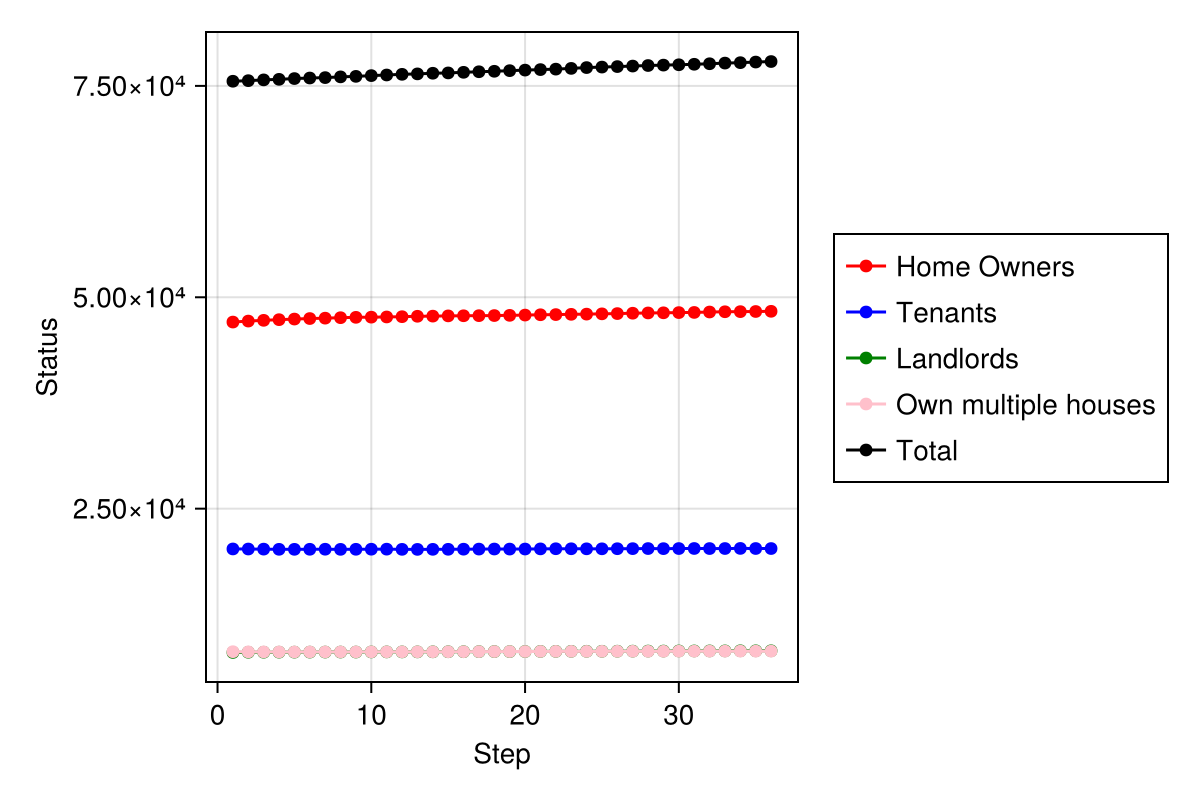 7.50×10⁴
5.00×10⁴
2.50×10⁴
Status
0 10 20 30
Step
Home Owners
Tenants
Landlords
Own multiple houses
Total